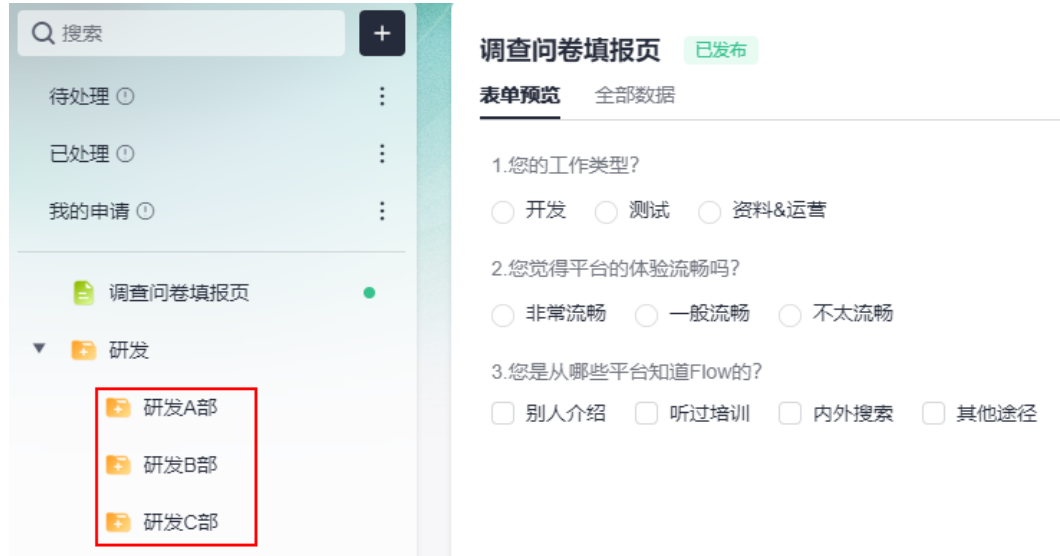 搜索
+
待处理
已处理
我的申请
调查问卷填报页
研发
研发A部
研发B部
研发C部
调查问卷填报页 已发布
表单预览 全部数据
1.您的工作类型?
开发 测试 资料&运营
2.您觉得平台的体验流畅吗?
非常流畅 一般流畅 不太流畅
3.您是从哪些平台知道Flow的?
别人介绍 听过培训 内外搜索 其他途径